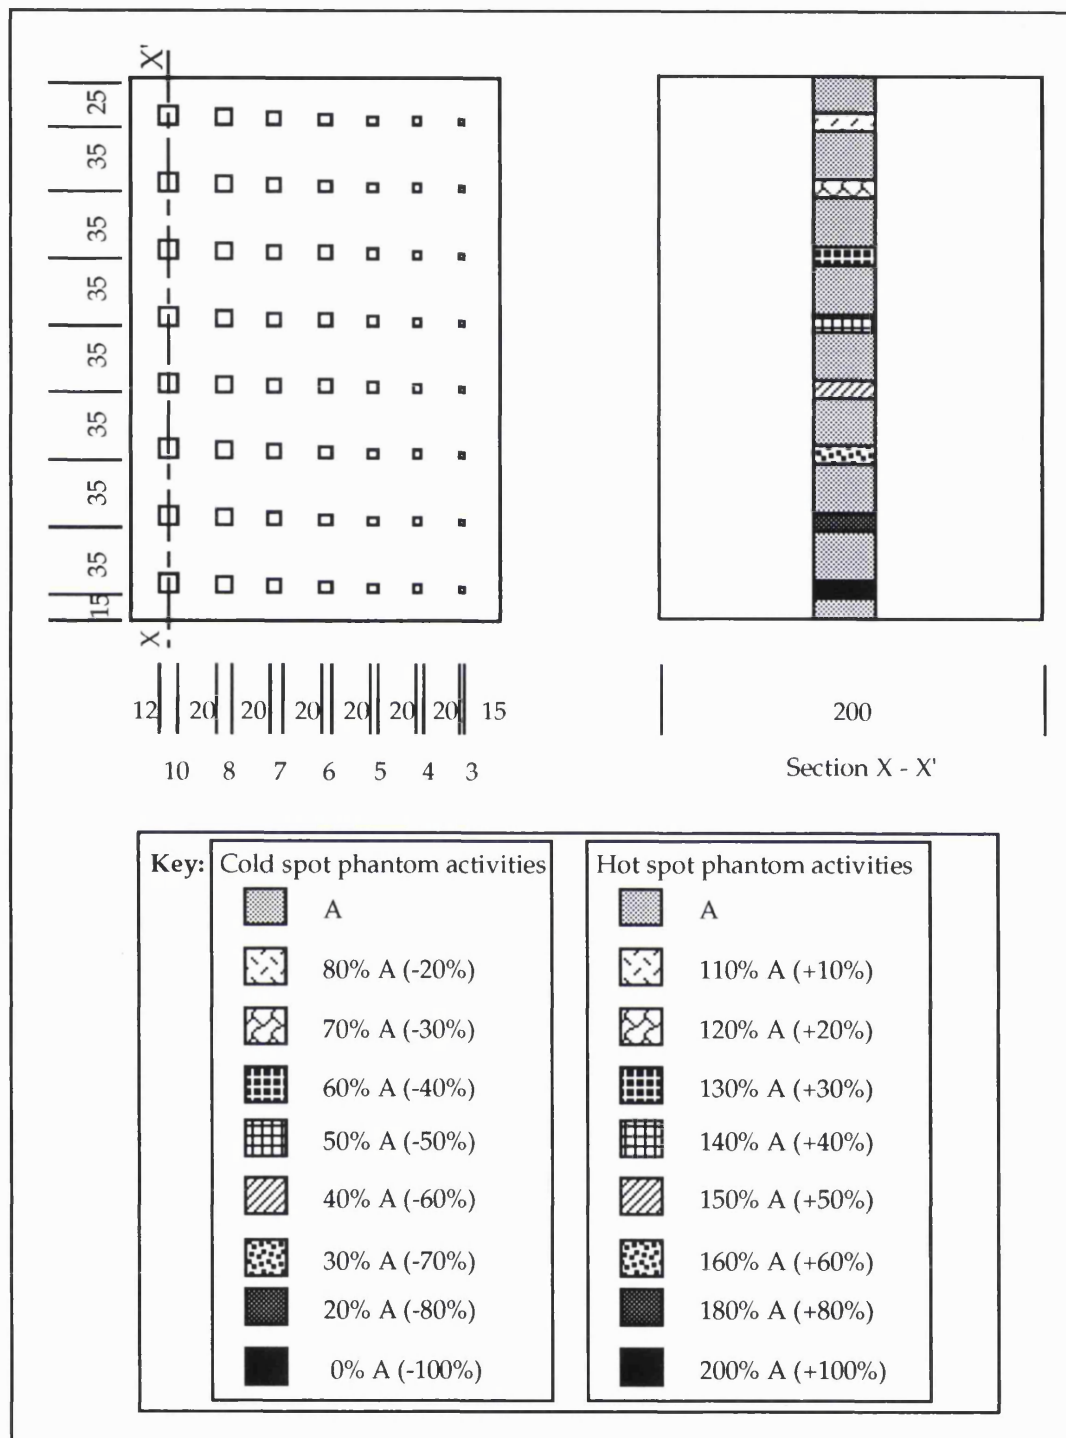 X'
25
35
35
35
35
35
35
35
15
X
12 20 20 20 20 20 20 15
10 8 7 6 5 4 3
200
Section X - X'
Key:
Cold spot phantom activities
A
80% A (-20%)
70% A (-30%)
60% A (-40%)
50% A (-50%)
40% A (-60%)
30% A (-70%)
20% A (-80%)
0% A (-100%)
Hot spot phantom activities
A
110% A (+10%)
120% A (+20%)
130% A (+30%)
140% A (+40%)
150% A (+50%)
160% A (+60%)
180% A (+80%)
200% A (+100%)